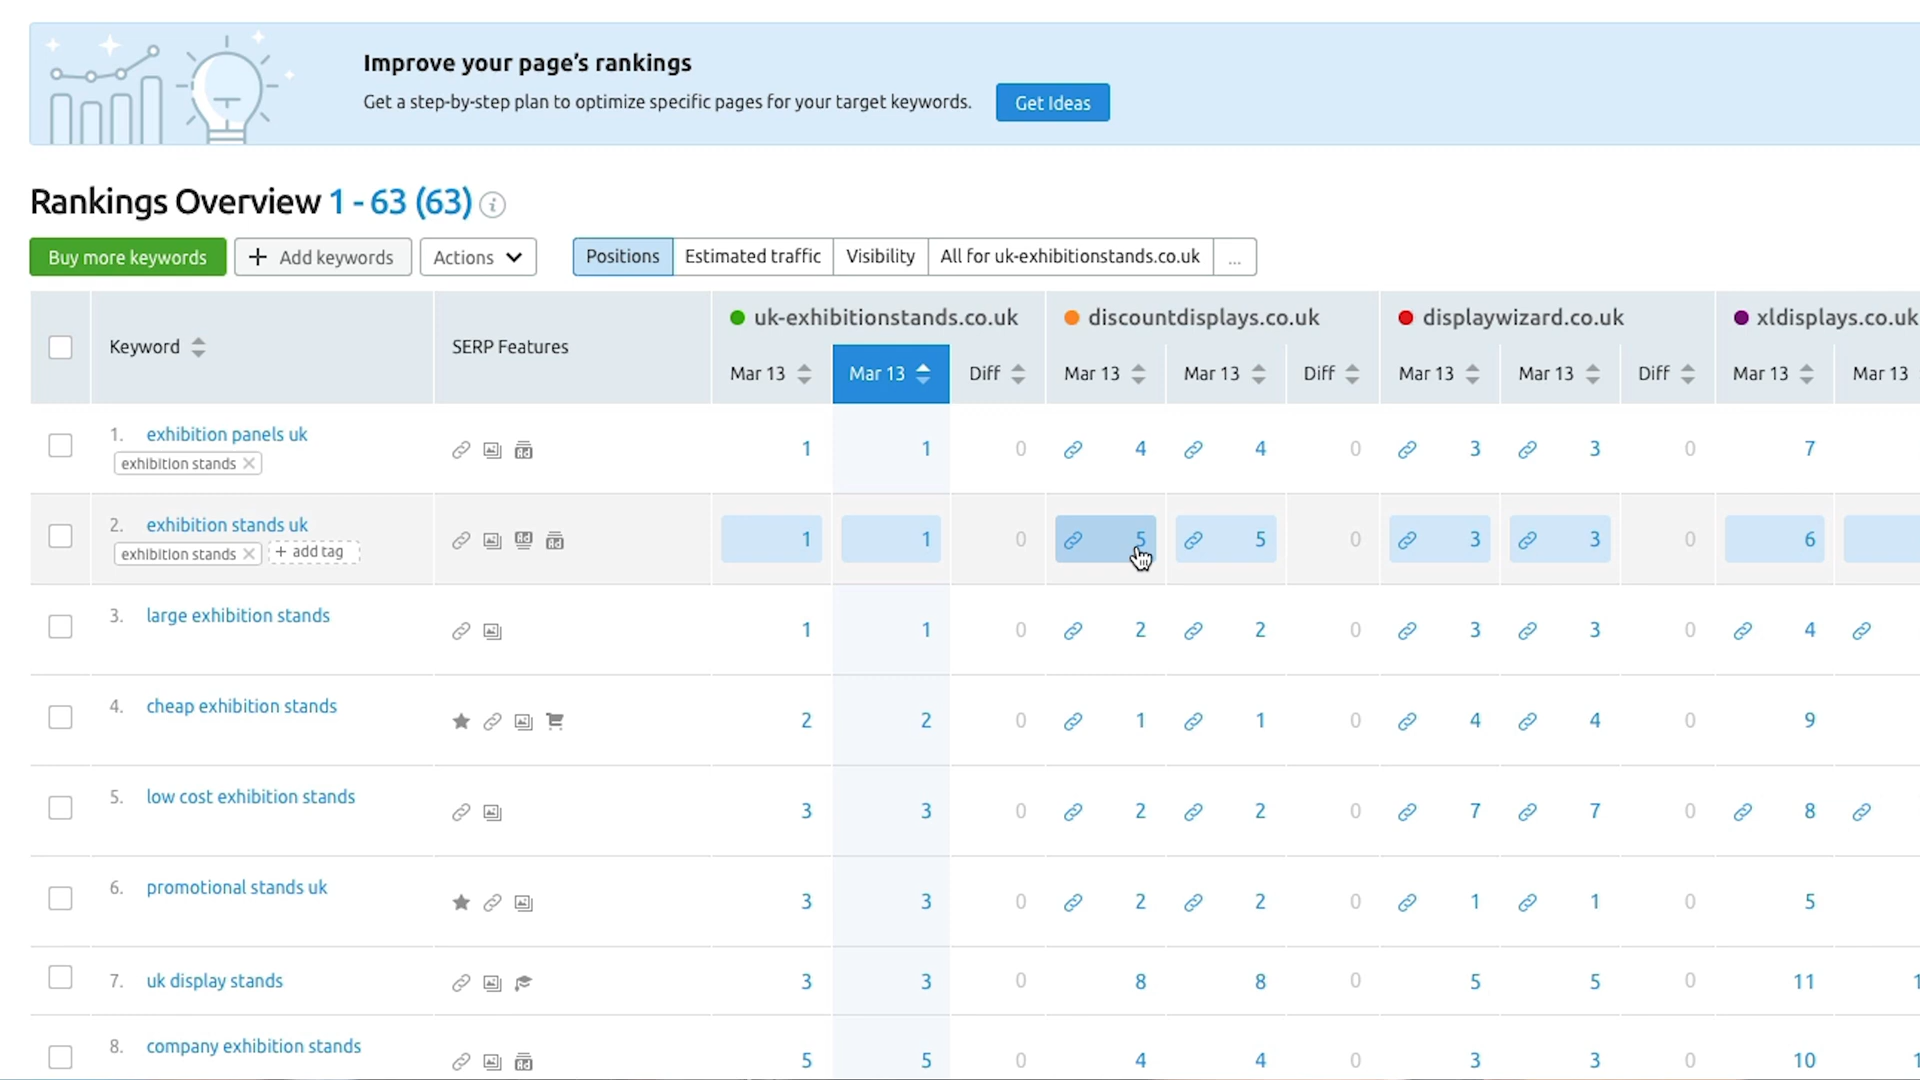 Improve your page's rankings
Get a step-by-step plan to optimize specific pages for your target keywords.
Get Ideas
Rankings Overview 1 - 63 (63)
Buy more keywords + Add keywords Actions Positions Estimated traffic Visibility All for uk-exhibitionstands.co.uk ...
Keyword SERP Features uk-exhibitionstands.co.uk discountdisplays.co.uk displaywizard.co.uk xldisplays.co.uk
Mar 13 Mar 13 Diff Mar 13 Mar 13 Diff Mar 13 Mar 13 Diff Mar 13 Mar 13
1. exhibition panels uk 1 1 0 4 4 0 3 3 0 7
exhibition stands
2. exhibition stands uk 1 1 0 5 5 0 3 3 0 6
exhibition stands + add tag
3. large exhibition stands 1 1 0 2 2 0 3 3 0 4
4. cheap exhibition stands 2 2 0 1 1 0 4 4 0 9
5. low cost exhibition stands 3 3 0 2 2 0 7 7 0 8
6. promotional stands uk 3 3 0 2 2 0 1 1 0 5
7. uk display stands 3 3 0 8 8 0 5 5 0 11
8. company exhibition stands 5 5 0 4 4 0 3 3 0 10